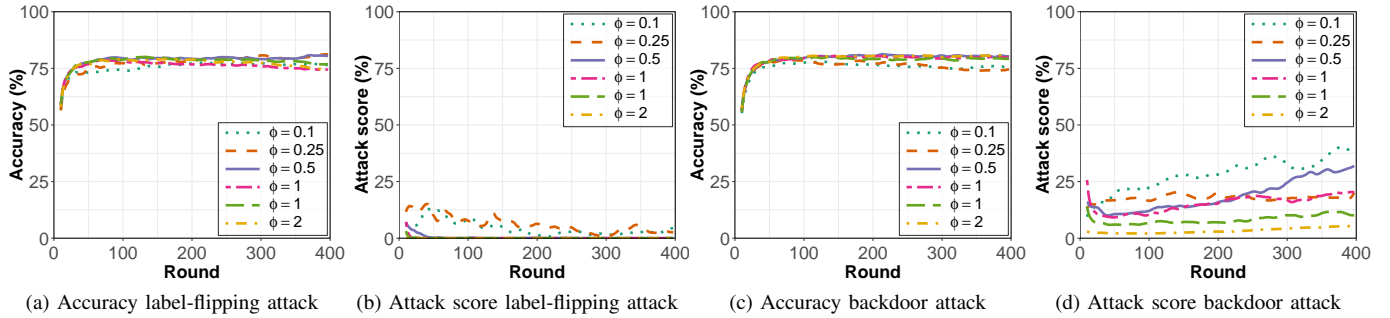 Accuracy (%)
100
75
50
25
0
0 100 200 300 400
Round
ϕ = 0.1
ϕ = 0.25
ϕ = 0.5
ϕ = 1
ϕ = 1
ϕ = 2
(a) Accuracy label-flipping attack
Attack score (%)
100
75
50
25
0
0 100 200 300 400
Round
ϕ = 0.1
ϕ = 0.25
ϕ = 0.5
ϕ = 1
ϕ = 1
ϕ = 2
(b) Attack score label-flipping attack
Accuracy (%)
100
75
50
25
0
0 100 200 300 400
Round
ϕ = 0.1
ϕ = 0.25
ϕ = 0.5
ϕ = 1
ϕ = 1
ϕ = 2
(c) Accuracy backdoor attack
Attack score (%)
100
75
50
25
0
0 100 200 300 400
Round
ϕ = 0.1
ϕ = 0.25
ϕ = 0.5
ϕ = 1
ϕ = 1
ϕ = 2
(d) Attack score backdoor attack